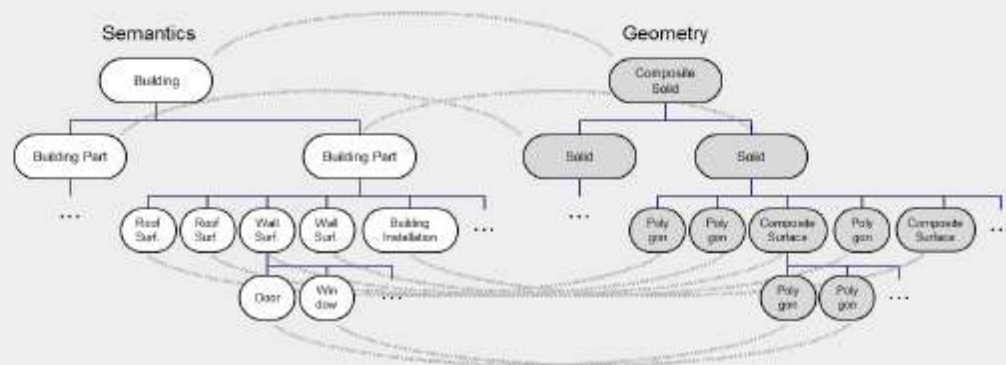 Semantics
Geometry
Building
Composite
Solid
Building Part
Building Part
Solid
Solid
...
Roof
Surf.
Roof
Surf
Wall
Surf
Wall
Surf
Building
Installation
...
...
Poly
gon
Poly
gon
Composite
Surface
Poly
gon
Composite
Surface
...
Door
Win
dow
...
Poly
gon
Poly
gon
...